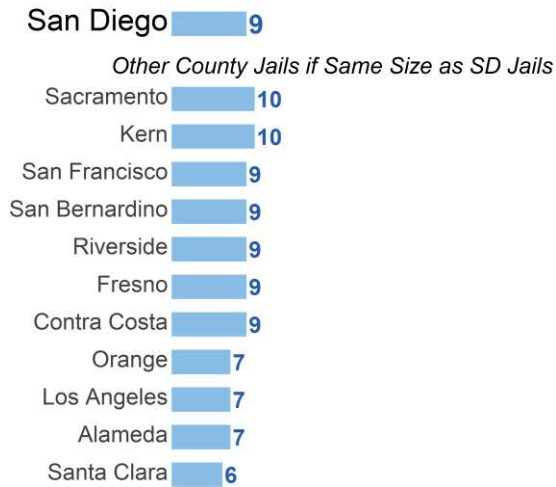 San Diego 9
Other County Jails if Same Size as SD Jails
Sacramento 10
Kern 10
San Francisco 9
San Bernardino 9
Riverside 9
Fresno 9
Contra Costa 9
Orange 7
Los Angeles 7
Alameda 7
Santa Clara 6